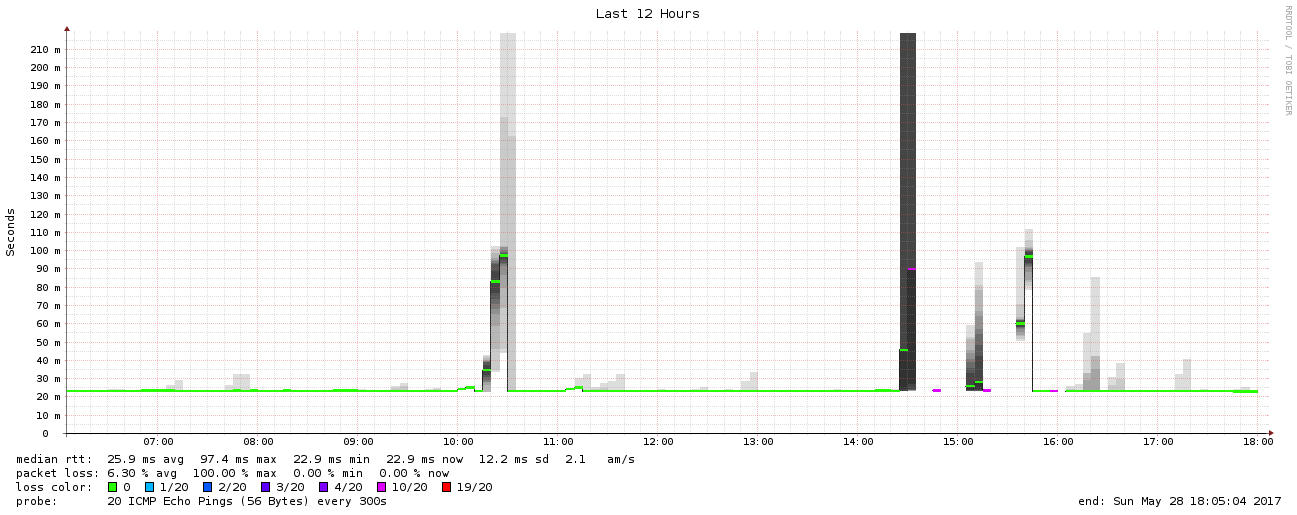 Last 12 Hours
RRDTOOL / TOBI OETIKER
Seconds
210 m
200 m
190 m
180 m
170 m
160 m
150 m
140 m
130 m
120 m
110 m
100 m
90 m
80 m
70 m
60 m
50 m
40 m
30 m
20 m
10 m
0
07:00 08:00 09:00 10:00 11:00 12:00 13:00 14:00 15:00 16:00 17:00 18:00
median rtt: 25.9 ms avg 97.4 ms max 22.9 ms min 22.9 ms now 12.2 ms sd 2.1 am/s
packet loss: 6.30 % avg 100.00 % max 0.00 % min 0.00 % now
loss color: 0 1/20 2/20 3/20 4/20 10/20 19/20
probe: 20 ICMP Echo Pings (56 Bytes) every 300s end: Sun May 28 18:05:04 2017